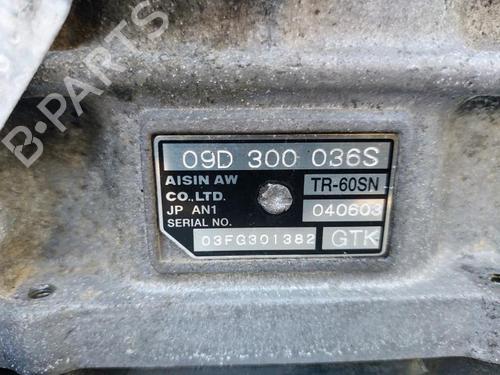 B-PARTS
09D 300 036S
AISIN AW
CO.,LTD.
TR-60SN
JP AN1
040603
SERIAL NO.
03FG301382
GTK